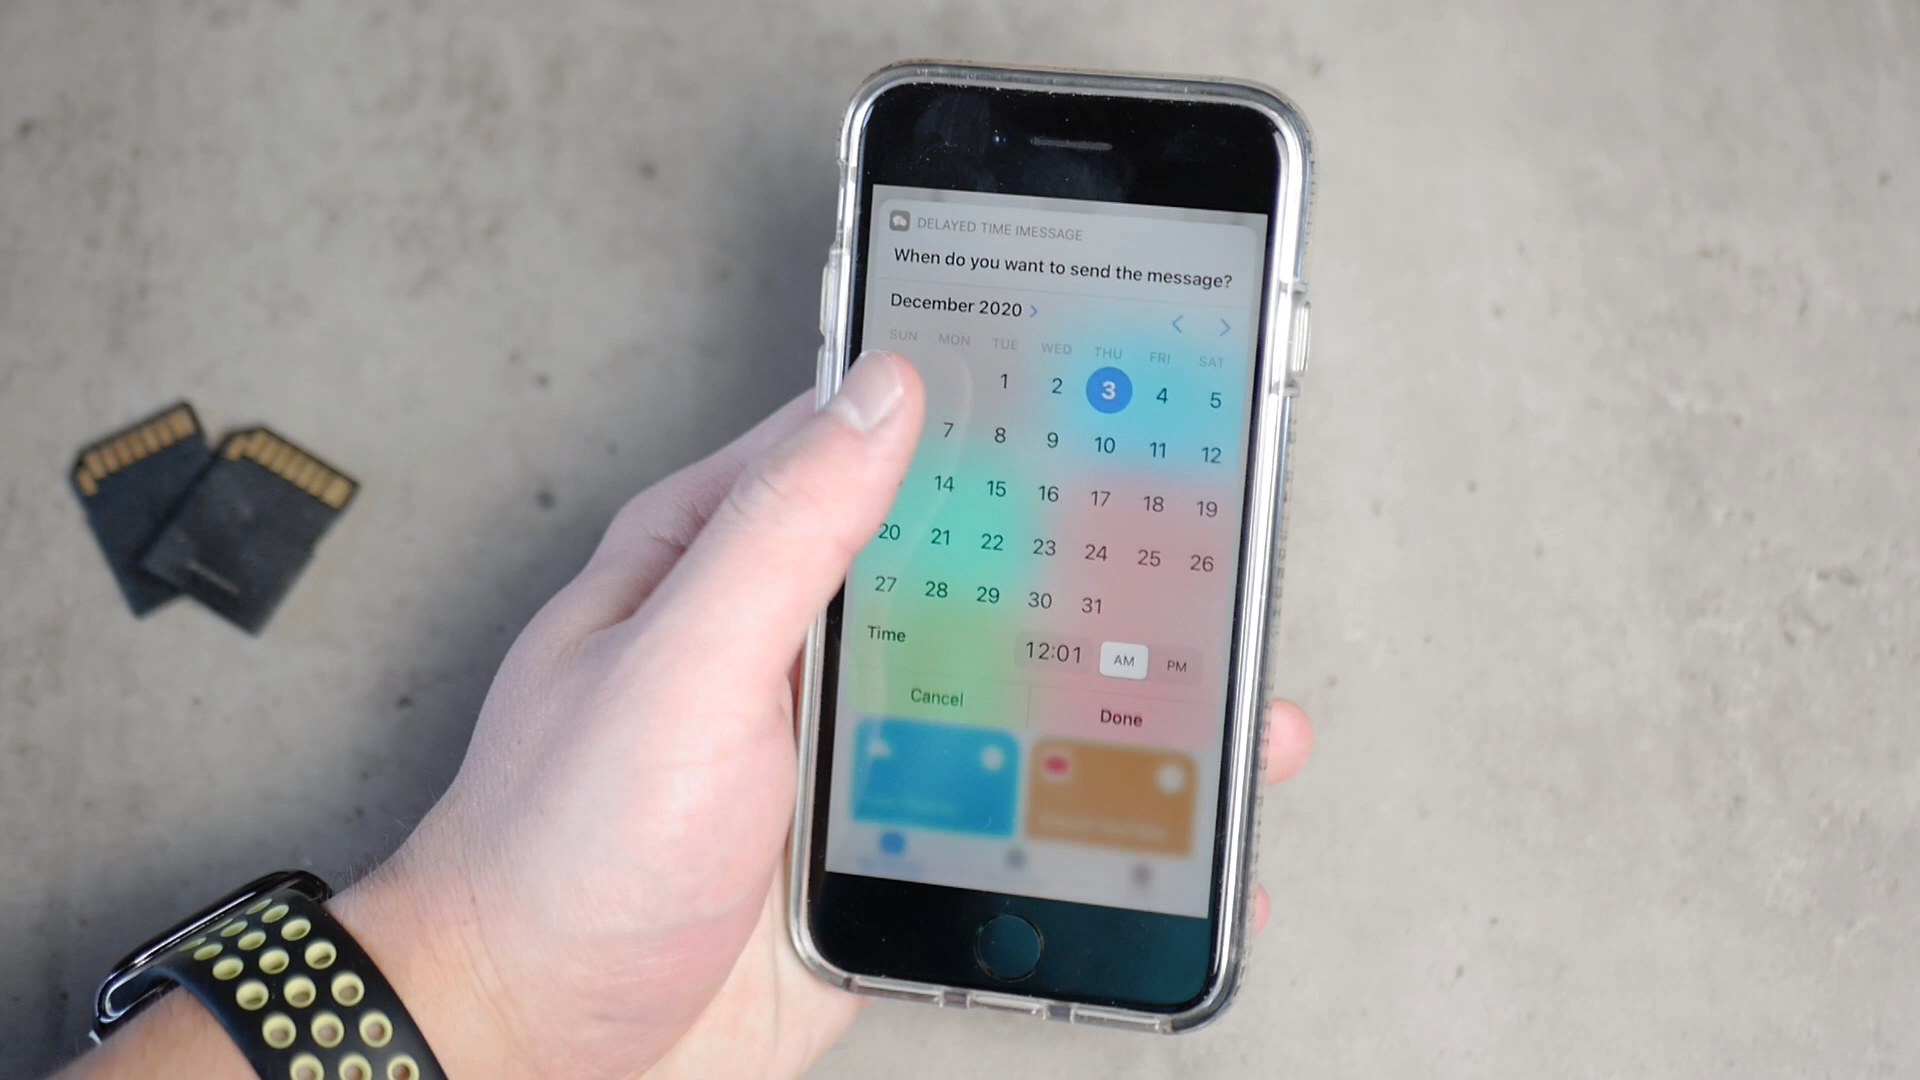 DELAYED TIME IMESSAGE
When do you want to send the message?
December 2020 >
SUN MON TUE WED THU FRI SAT
1 2 3 4 5
7 8 9 10 11 12
14 15 16 17 18 19
20 21 22 23 24 25 26
27 28 29 30 31
Time 12:01 AM PM
Cancel Done